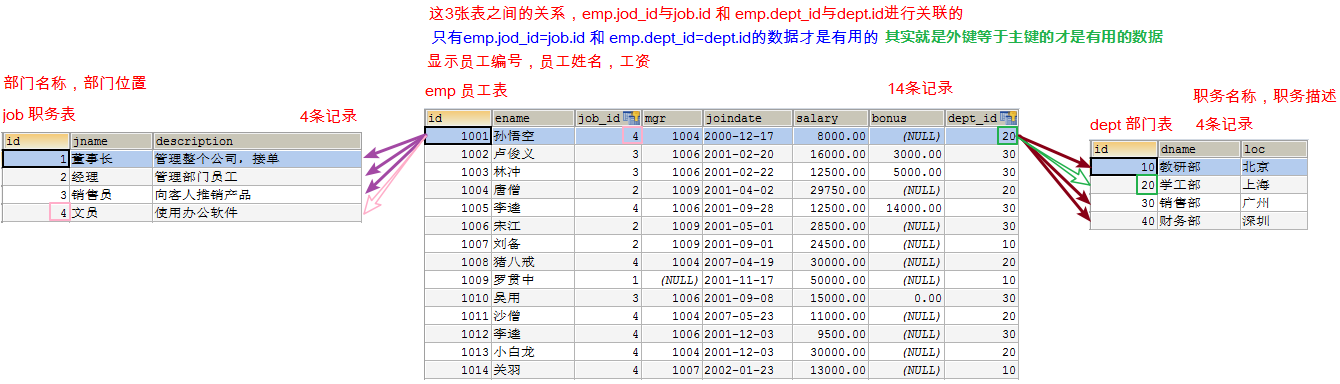 这3张表之间的关系，emp.jod_id与job.id 和 emp.dept_id与dept.id进行关联的
只有emp.jod_id=job.id 和 emp.dept_id=dept.id的数据才是有用的 其实就是外键等于主键的才是有用的数据
显示员工编号，员工姓名，工资
部门名称，部门位置
job 职务表 4条记录
id jname description
1 董事长 管理整个公司，接单
2 经理 管理部门员工
3 销售员 向客人推销产品
4 文员 使用办公软件
emp 员工表 14条记录
id ename job_id mgr joindate salary bonus dept_id
1001 孙悟空 4 1004 2000-12-17 8000.00 (NULL) 20
1002 卢俊义 3 1006 2001-02-20 16000.00 3000.00 30
1003 林冲 3 1006 2001-02-22 12500.00 5000.00 30
1004 唐僧 2 1009 2001-04-02 29750.00 (NULL) 20
1005 李逵 4 1006 2001-09-28 12500.00 14000.00 30
1006 宋江 2 1009 2001-05-01 28500.00 (NULL) 30
1007 刘备 2 1009 2001-09-01 24500.00 (NULL) 10
1008 猪八戒 4 1004 2007-04-19 30000.00 (NULL) 20
1009 罗贯中 1 (NULL) 2001-11-17 50000.00 (NULL) 10
1010 吴用 3 1006 2001-09-08 15000.00 0.00 30
1011 沙僧 4 1004 2007-05-23 11000.00 (NULL) 20
1012 李逵 4 1006 2001-12-03 9500.00 (NULL) 30
1013 小白龙 4 1004 2001-12-03 30000.00 (NULL) 20
1014 关羽 4 1007 2002-01-23 13000.00 (NULL) 10
职务名称，职务描述
dept 部门表 4条记录
id dname loc
10 教研部 北京
20 学工部 上海
30 销售部 广州
40 财务部 深圳